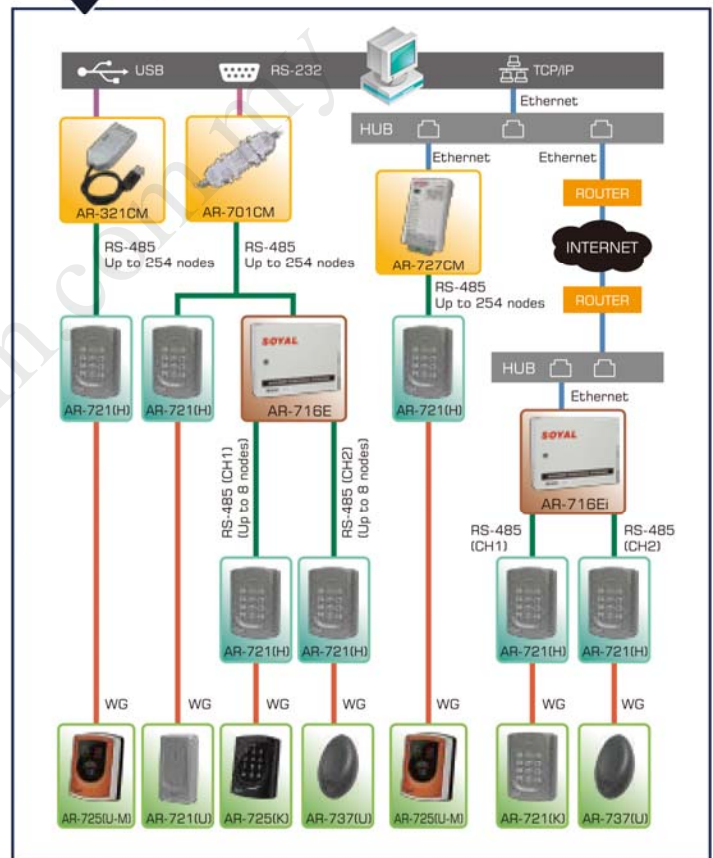 USB
RS-232
TCP/IP
Ethernet
HUB
Ethernet
Ethernet
AR-321CM
AR-701CM
AR-727CM
ROUTER
INTERNET
ROUTER
RS-485
Up to 254 nodes
RS-485
Up to 254 nodes
RS-485
Up to 254 nodes
AR-721(H)
AR-721(H)
SOYAL
AR-716E
AR-721(H)
HUB
Ethernet
SOYAL
AR-716Ei
RS-485 (CH1)
(Up to 8 nodes)
RS-485 (CH2)
(Up to 8 nodes)
RS-485
(CH1)
RS-485
(CH2)
AR-721(H)
AR-721(H)
AR-721(H)
AR-721(H)
WG
WG
WG
WG
WG
WG
WG
AR-725(U-M)
AR-721(U)
AR-725(K)
AR-737(U)
AR-725(U-M)
AR-721(K)
AR-737(U)